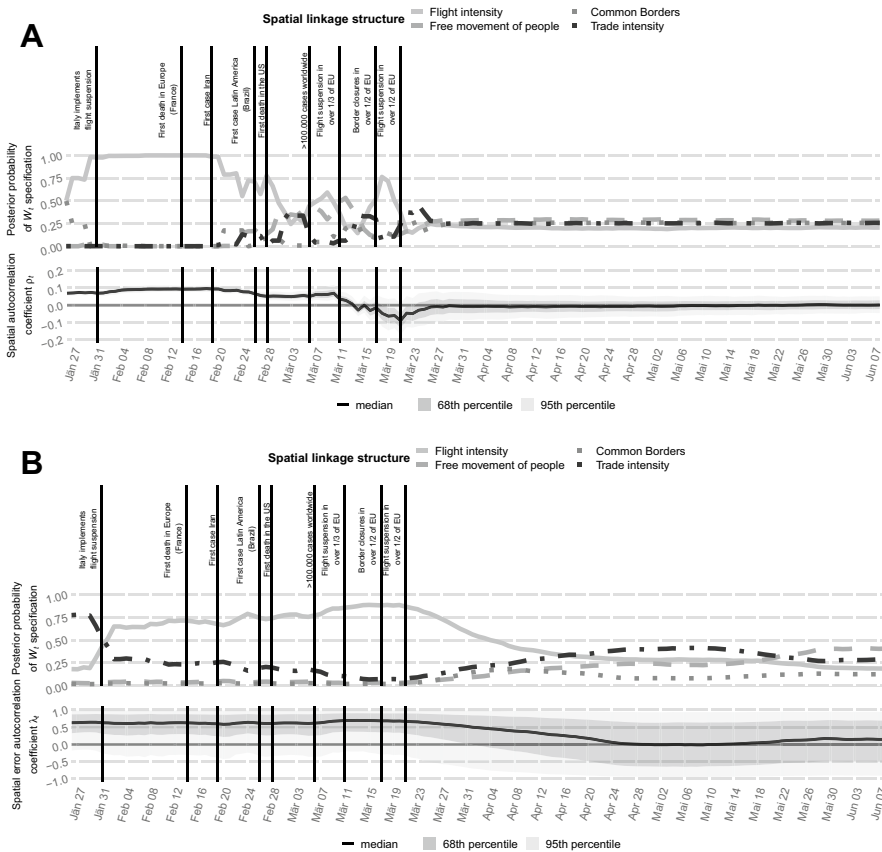 A
Spatial linkage structure
Flight intensity
Free movement of people
Common Borders
Trade intensity
Italy implements
flight suspension
First death in Europe
(France)
First case Iran
First case Latin America
(Brazil)
First death in the US
>100.000 cases worldwide
Flight suspension in
over 1/3 of EU
Border closures in
over 1/2 of EU
Flight suspension in
over 1/2 of EU
Posterior probability
of Wt specification
1.00
0.75
0.50
0.25
0.00
Spatial autocorrelation
coefficient ρt
0.2
0.1
0.0
−0.1
−0.2
Jän 27
Jän 31
Feb 04
Feb 08
Feb 12
Feb 16
Feb 20
Feb 24
Feb 28
Mär 03
Mär 07
Mär 11
Mär 15
Mär 19
Mär 23
Mär 27
Mär 31
Apr 04
Apr 08
Apr 12
Apr 16
Apr 20
Apr 24
Apr 28
Mai 02
Mai 06
Mai 10
Mai 14
Mai 18
Mai 22
Mai 26
Mai 30
Jun 03
Jun 07
median
68th percentile
95th percentile
B
Spatial linkage structure
Flight intensity
Free movement of people
Common Borders
Trade intensity
Italy implements
flight suspension
First death in Europe
(France)
First case Iran
First case Latin America
(Brazil)
First death in the US
>100.000 cases worldwide
Flight suspension in
over 1/3 of EU
Border closures in
over 1/2 of EU
Flight suspension in
over 1/2 of EU
Posterior probability
of Wt specification
1.00
0.75
0.50
0.25
0.00
Spatial error autocorrelation
coefficient λt
1.0
0.5
0.0
−0.5
−1.0
Jän 27
Jän 31
Feb 04
Feb 08
Feb 12
Feb 16
Feb 20
Feb 24
Feb 28
Mär 03
Mär 07
Mär 11
Mär 15
Mär 19
Mär 23
Mär 27
Mär 31
Apr 04
Apr 08
Apr 12
Apr 16
Apr 20
Apr 24
Apr 28
Mai 02
Mai 06
Mai 10
Mai 14
Mai 18
Mai 22
Mai 26
Mai 30
Jun 03
Jun 07
median
68th percentile
95th percentile